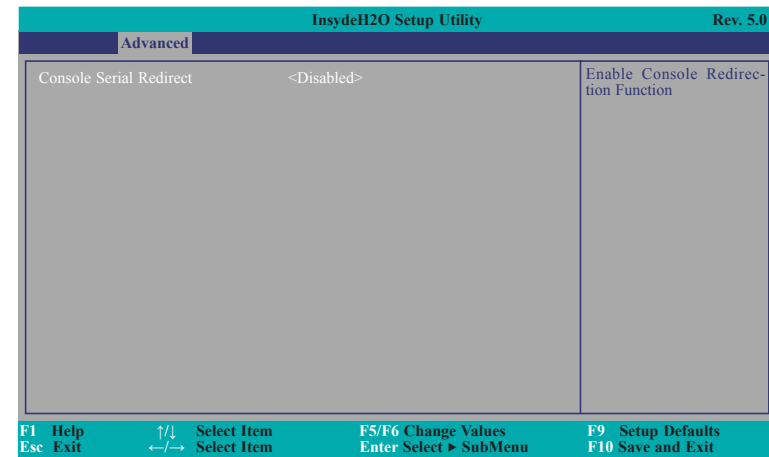 InsydeH2O Setup Utility Rev. 5.0
Advanced
Console Serial Redirect <Disabled>
Enable Console Redirec-
tion Function
F1 Help ↑/↓ Select Item F5/F6 Change Values F9 Setup Defaults
Esc Exit ←/→ Select Item Enter Select ► SubMenu F10 Save and Exit